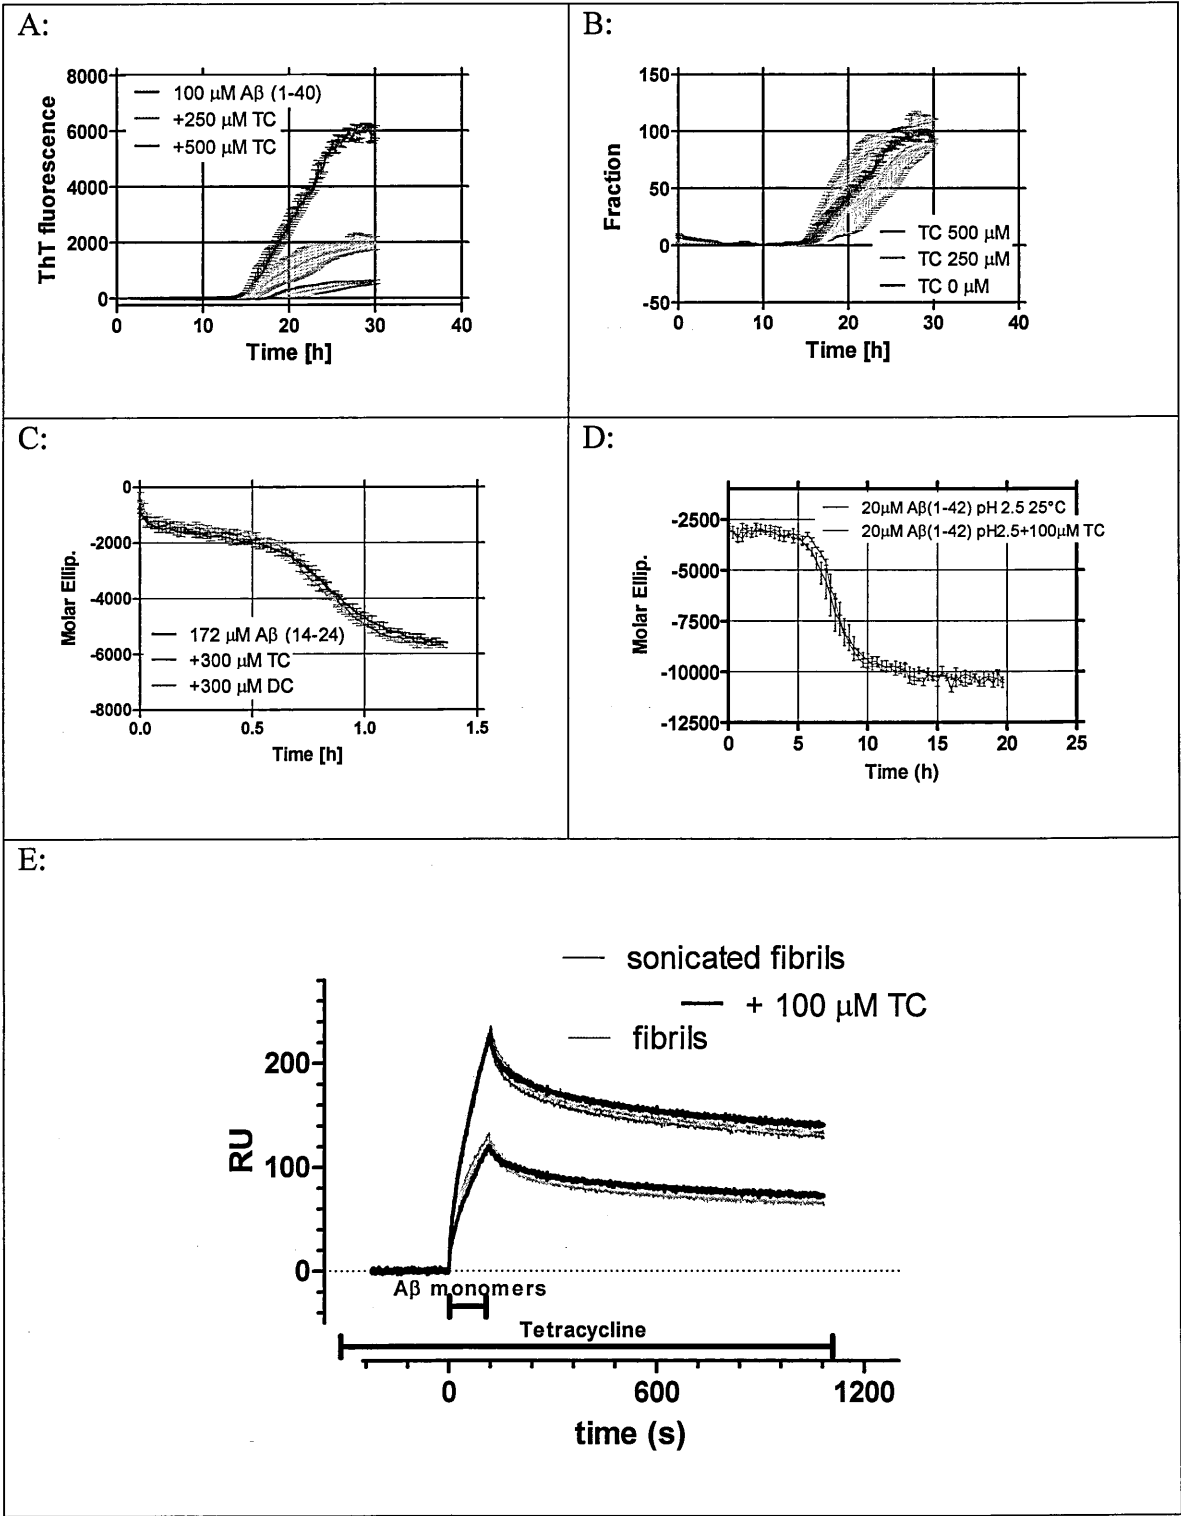 A:
8000
6000
4000
2000
0
ThT fluorescence
100 μM Aβ (1-40)
+250 μM TC
+500 μM TC
0 10 20 30 40
Time [h]
B:
150
100
50
0
-50
Fraction
TC 500 μM
TC 250 μM
TC 0 μM
0 10 20 30 40
Time [h]
C:
0
-2000
-4000
-6000
-8000
Molar Ellip.
172 μM Aβ (14-24)
+300 μM TC
+300 μM DC
0.0 0.5 1.0 1.5
Time [h]
D:
20μM Aβ(1-42) pH 2.5 25°C
20μM Aβ(1-42) pH2.5+100μM TC
-2500
-5000
-7500
-10000
-12500
Molar Ellip.
0 5 10 15 20 25
Time (h)
E:
sonicated fibrils
+ 100 μM TC
fibrils
200
100
0
RU
Aβ monomers
Tetracycline
0 600 1200
time (s)